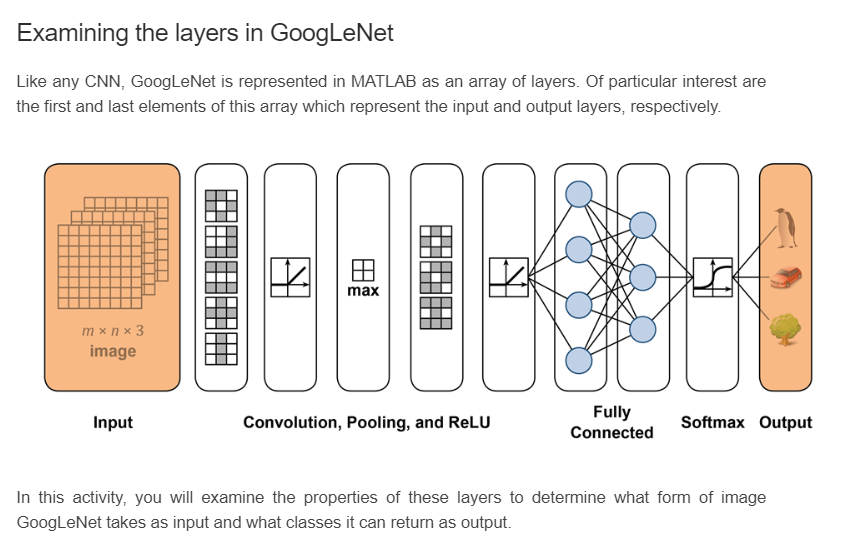 Examining the layers in GoogLeNet
Like any CNN, GoogLeNet is represented in MATLAB as an array of layers. Of particular interest are
the first and last elements of this array which represent the input and output layers, respectively.
max
m × n × 3
image
Input
Convolution, Pooling, and ReLU
Fully
Connected
Softmax
Output
In this activity, you will examine the properties of these layers to determine what form of image
GoogLeNet takes as input and what classes it can return as output.